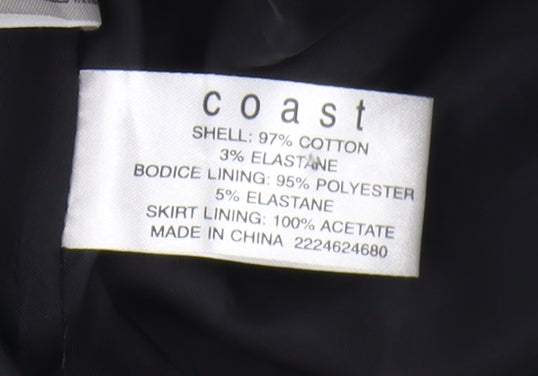 coast
SHELL: 97% COTTON
3% ELASTANE
BODICE LINING: 95% POLYESTER
5% ELASTANE
SKIRT LINING: 100% ACETATE
MADE IN CHINA 2224624680